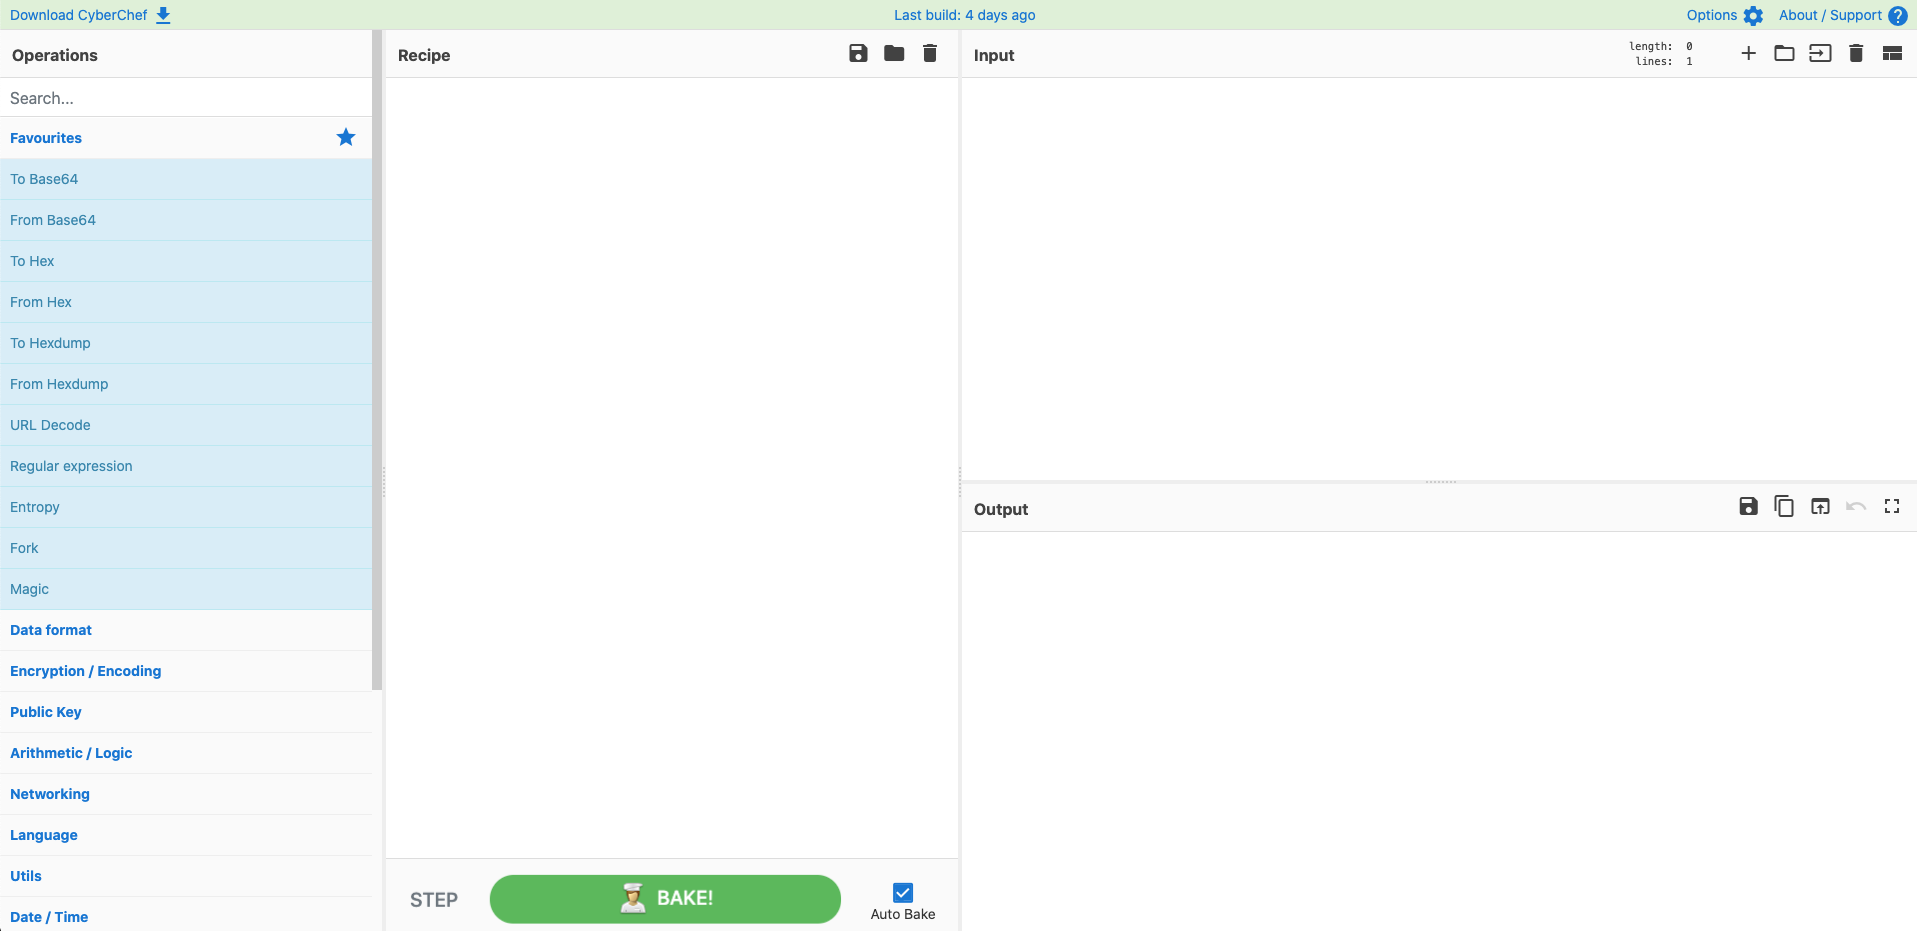 Download CyberChef
Last build: 4 days ago
Options
About / Support
Operations
Search...
Favourites
To Base64
From Base64
To Hex
From Hex
To Hexdump
From Hexdump
URL Decode
Regular expression
Entropy
Fork
Magic
Data format
Encryption / Encoding
Public Key
Arithmetic / Logic
Networking
Language
Utils
Date / Time
Recipe
STEP
BAKE!
Auto Bake
Input
length: 0
lines: 1
Output